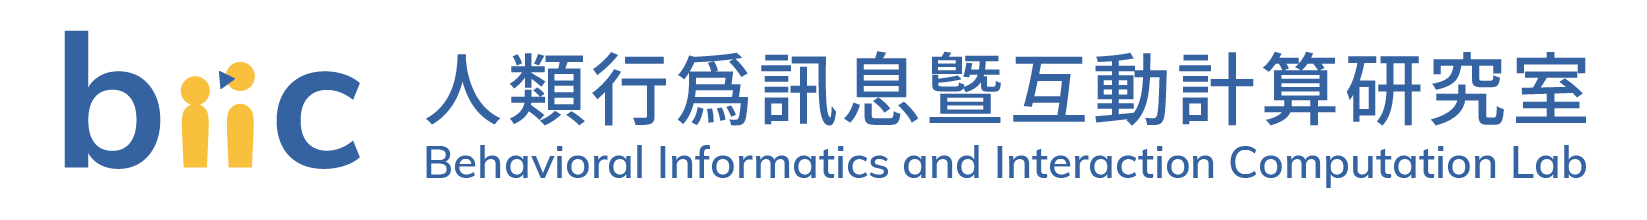 biic
人類行為訊息暨互動計算研究室
Behavioral Informatics and Interaction Computation Lab